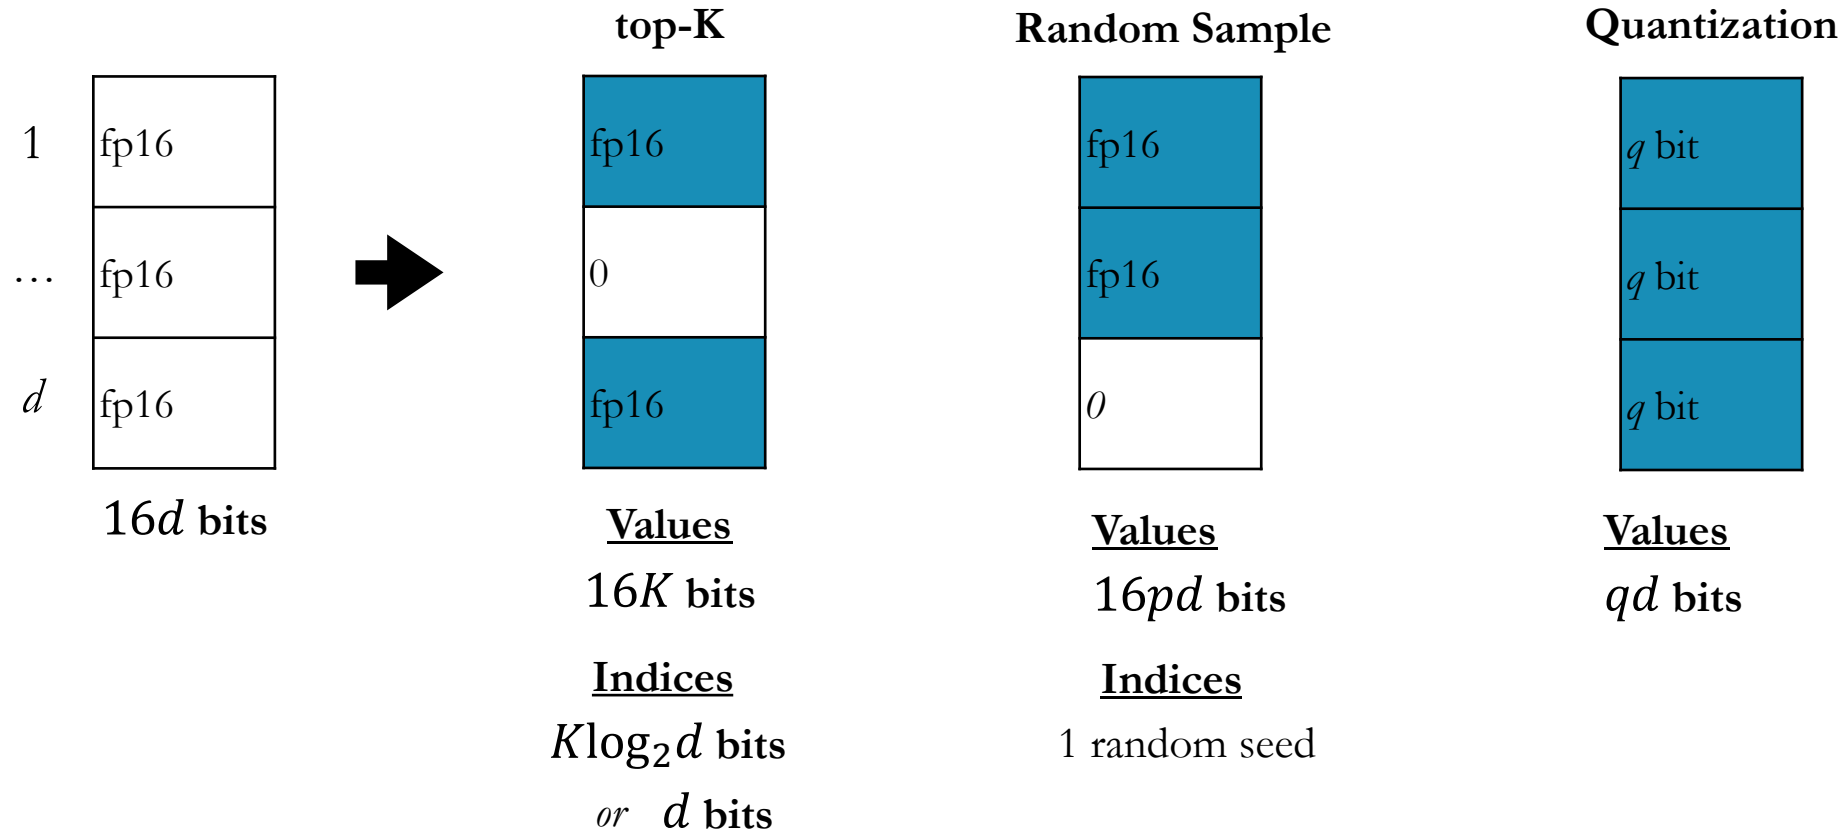 top-K
Random Sample
Quantization
1
fp16
fp16
fp16
q bit
...
fp16
0
fp16
q bit
d
fp16
fp16
0
q bit
16d bits
Values
Values
Values
16K bits
16pd bits
qd bits
Indices
Indices
Klog₂d bits
1 random seed
or d bits